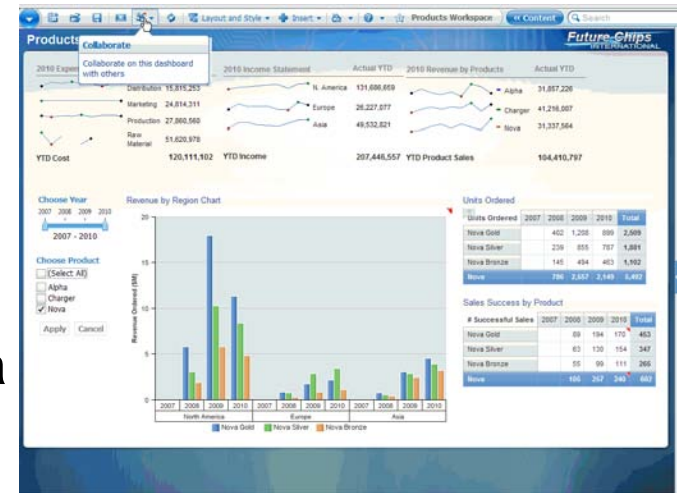 Layout and Style
Insert
Products Workspace
Content
Search
Products
Future Chips
INTERNATIONAL
Collaborate
Collaborate on this dashboard
with others
2010 Income Statement
Actual YTD
2010 Revenue by Products
Actual YTD
Distribution 15,815,253
Marketing 24,814,311
Production 27,860,560
Raw
Material 51,620,978
YTD Cost 120,111,102
N. America 131,686,659
Europe 26,227,077
Asia 49,532,821
YTD Income 207,446,557
Alpha 31,857,226
Charger 41,216,007
Nova 31,337,564
YTD Product Sales 104,410,797
Choose Year
2007 2008 2009 2010
2007 - 2010
Choose Product
(Select All)
Alpha
Charger
Nova
Apply Cancel
Revenue by Region Chart
Revenue Ordered ($M)
20
15
10
5
0
2007 2008 2009 2010 2007 2008 2009 2010 2007 2008 2009 2010
North America Europe Asia
Nova Gold Nova Silver Nova Bronze
Units Ordered
Units Ordered 2007 2008 2009 2010 Total
Nova Gold 402 1,208 899 2,509
Nova Silver 239 855 787 1,881
Nova Bronze 145 494 463 1,102
Nova 786 2,557 2,149 5,492
Sales Success by Product
# Successful Sales 2007 2008 2009 2010 Total
Nova Gold 194 170 453
Nova Silver 63 130 154 347
Nova Bronze 55 99 111 265
Nova
n